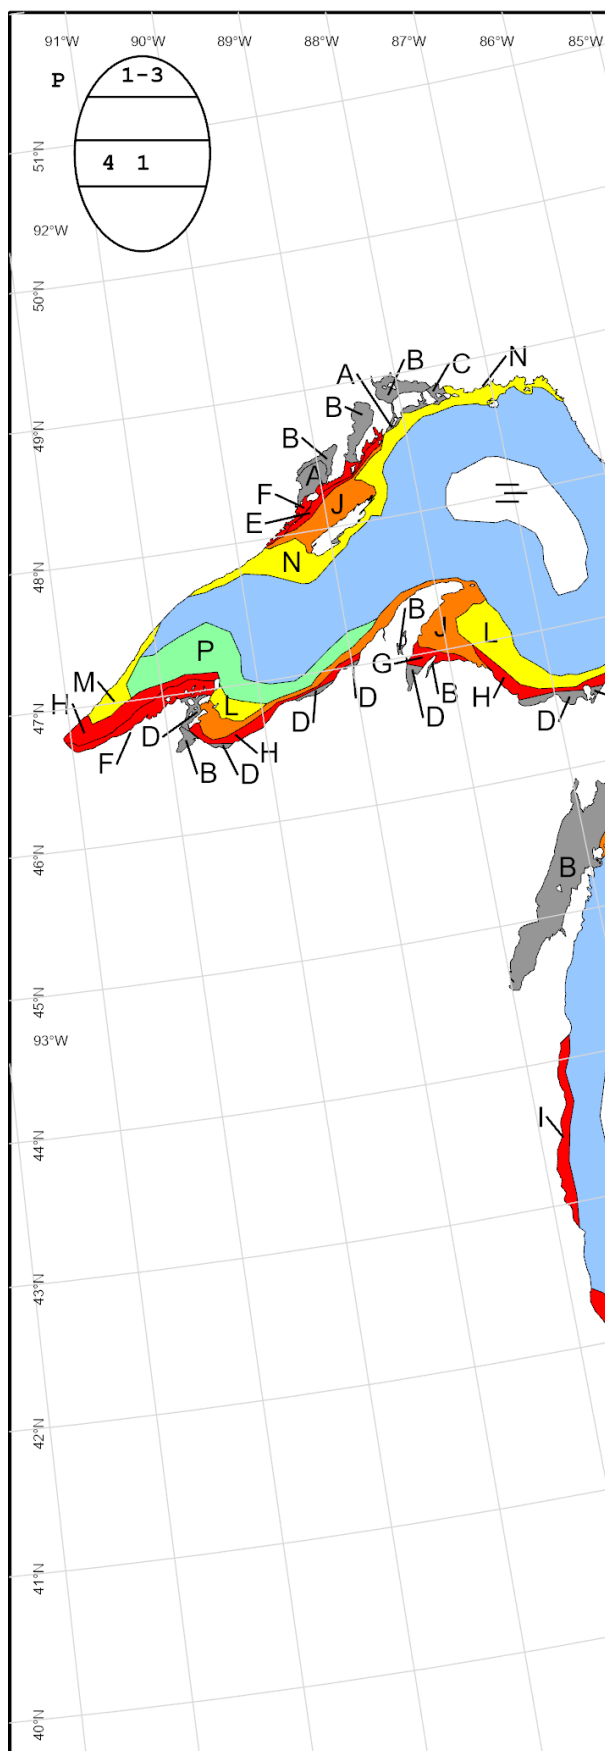 91°W 90°W 89°W 88°W 87°W 86°W 85°W
P 1-3
4 1
51°N
92°W
50°N
A B C N
B
49°N
B
A
F J
E
N
48°N
B
P J L
G
M
H L D B H
D D
47°N
D H
F B D
D
46°N
B
45°N
93°W
44°N
I
43°N
42°N
41°N
40°N